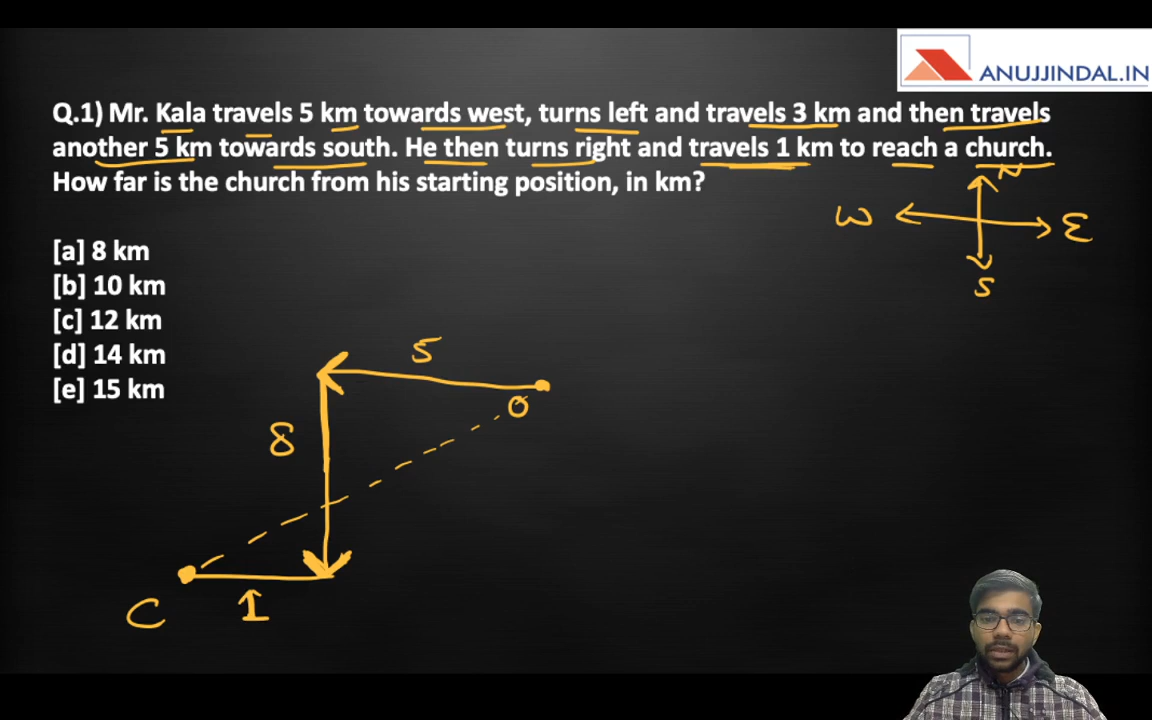 ANUJJINDAL.IN
Q.1) Mr. Kala travels 5 km towards west, turns left and travels 3 km and then travels
another 5 km towards south. He then turns right and travels 1 km to reach a church.
How far is the church from his starting position, in km?
N
W
E
S
[a] 8 km
[b] 10 km
[c] 12 km
[d] 14 km
[e] 15 km
5
O
8
C
1